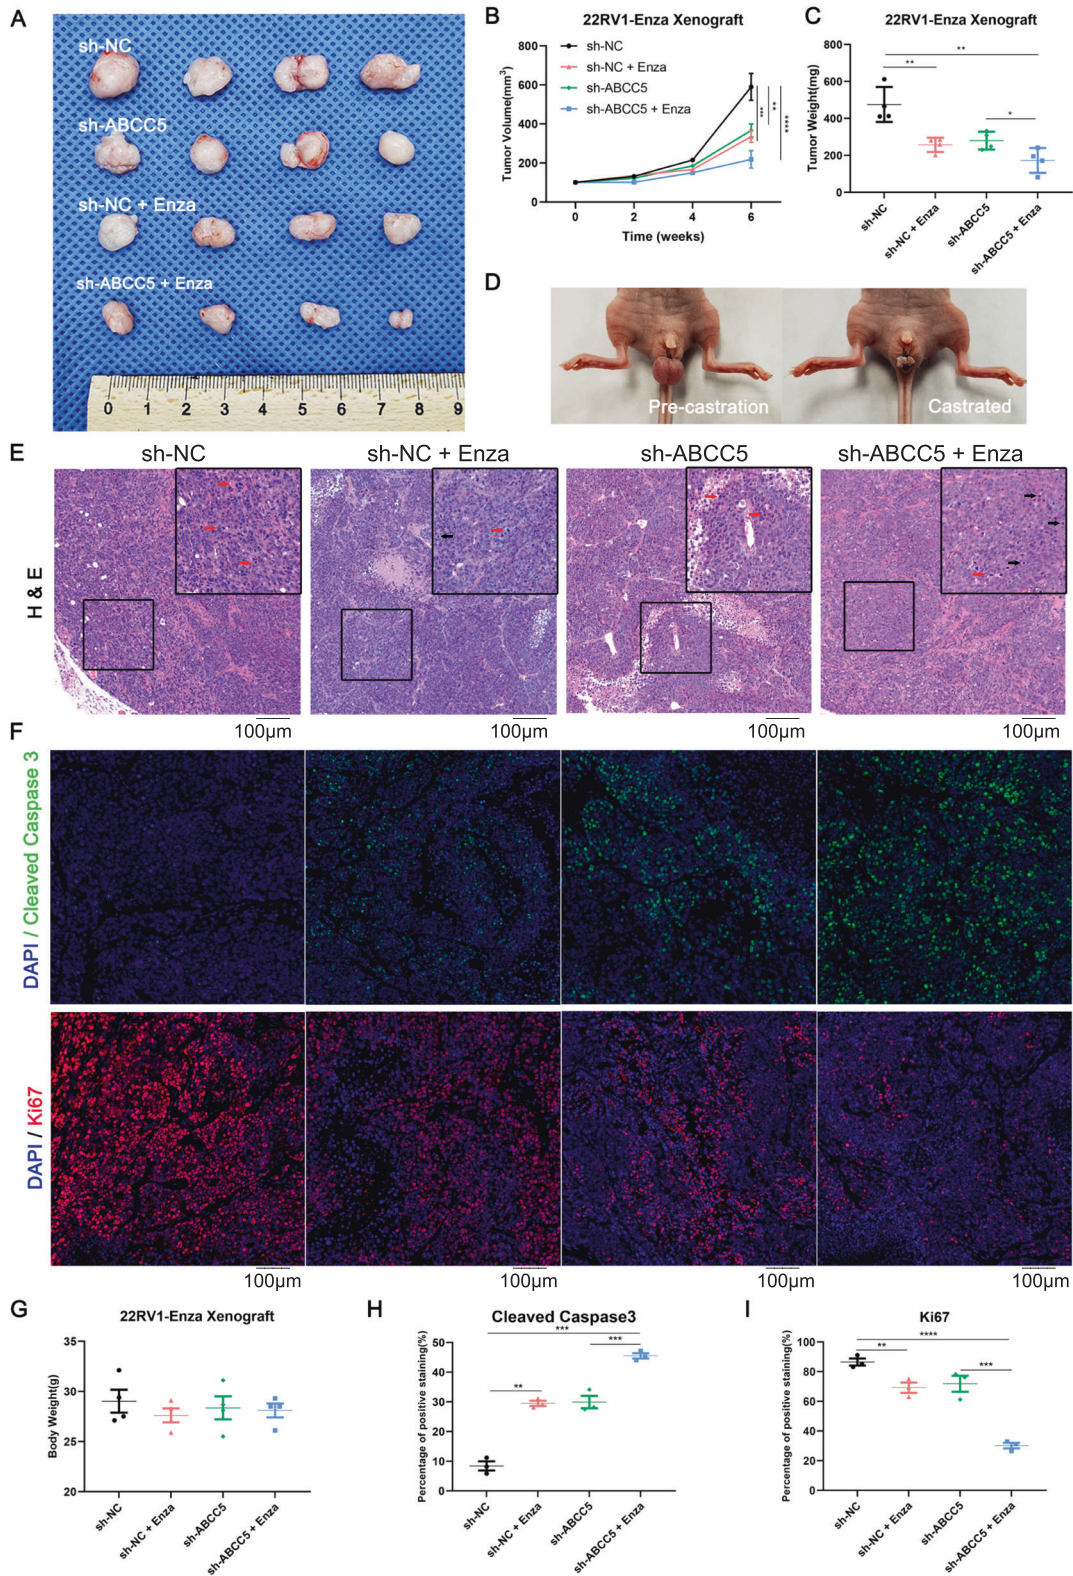 A
sh-NC
sh-ABCC5
sh-NC + Enza
sh-ABCC5 + Enza
0 1 2 3 4 5 6 7 8 9
B
22RV1-Enza Xenograft
Tumor Volume(mm³)
800
600
400
200
0
sh-NC
sh-NC + Enza
sh-ABCC5
sh-ABCC5 + Enza
***
**
****
0 2 4 6
Time (weeks)
C
22RV1-Enza Xenograft
Tumor Weight(mg)
800
600
400
200
0
**
**
*
sh-NC
sh-NC + Enza
sh-ABCC5
sh-ABCC5 + Enza
D
Pre-castration
Castrated
E
sh-NC
sh-NC + Enza
sh-ABCC5
sh-ABCC5 + Enza
H & E
100μm
100μm
100μm
100μm
F
DAPI / Cleaved Caspase 3
DAPI / Ki67
100μm
100μm
100μm
100μm
G
22RV1-Enza Xenograft
Body Weight(g)
35
30
25
20
sh-NC
sh-NC + Enza
sh-ABCC5
sh-ABCC5 + Enza
H
Cleaved Caspase3
Percentage of positive staining(%)
50
40
30
20
10
0
***
***
**
sh-NC
sh-NC + Enza
sh-ABCC5
sh-ABCC5 + Enza
I
Ki67
Percentage of positive staining(%)
100
80
60
40
20
0
****
**
***
sh-NC
sh-NC + Enza
sh-ABCC5
sh-ABCC5 + Enza